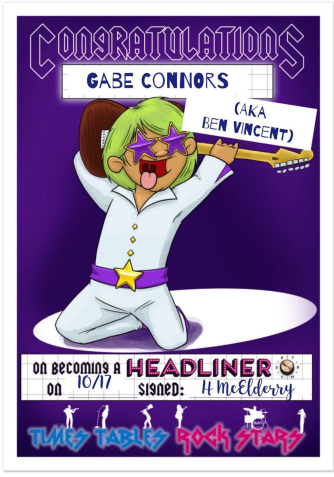 CONGRATULATIONS
GABE CONNORS
(AKA
BEN VINCENT)
ON BECOMING A HEADLINER
ON 10/17 SIGNED: H McElderry
TIMES TABLES ROCK STARS